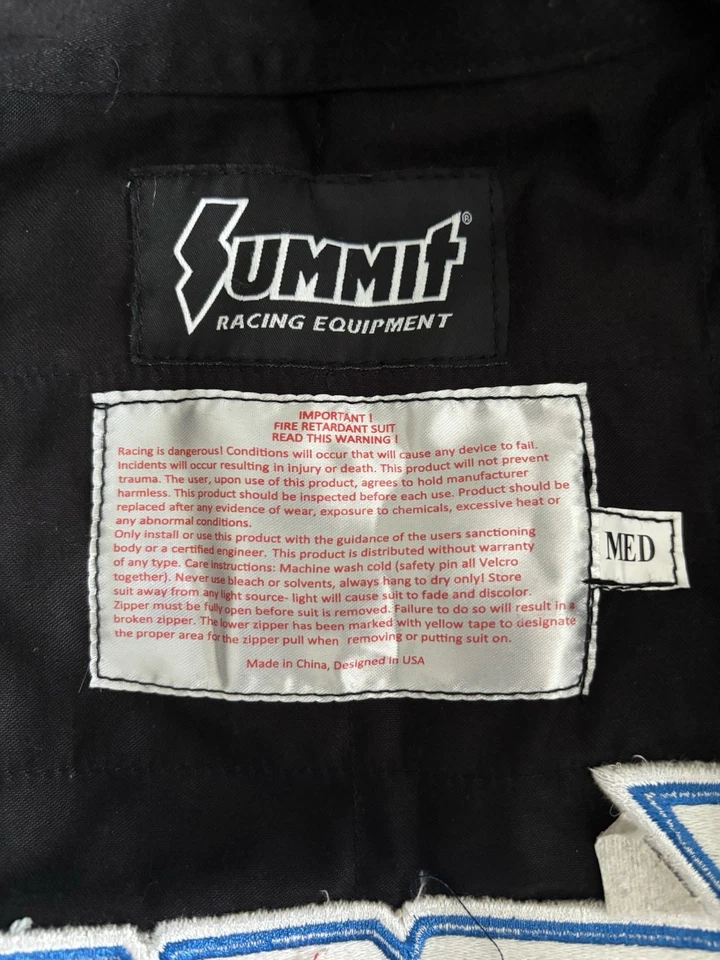 SUMMIT®
RACING EQUIPMENT
IMPORTANT !
FIRE RETARDANT SUIT
READ THIS WARNING !
Racing is dangerous! Conditions will occur that will cause any device to fail.
Incidents will occur resulting in injury or death. This product will not prevent
trauma. The user, upon use of this product, agrees to hold manufacturer
harmless. This product should be inspected before each use. Product should be
replaced after any evidence of wear, exposure to chemicals, excessive heat or
any abnormal conditions.
Only install or use this product with the guidance of the users sanctioning
body or a certified engineer. This product is distributed without warranty
of any type. Care instructions: Machine wash cold (safety pin all Velcro
together). Never use bleach or solvents, always hang to dry only! Store
suit away from any light source- light will cause suit to fade and discolor.
Zipper must be fully open before suit is removed. Failure to do so will result in a
broken zipper. The lower zipper has been marked with yellow tape to designate
the proper area for the zipper pull when removing or putting suit on.
Made in China, Designed in USA
MED